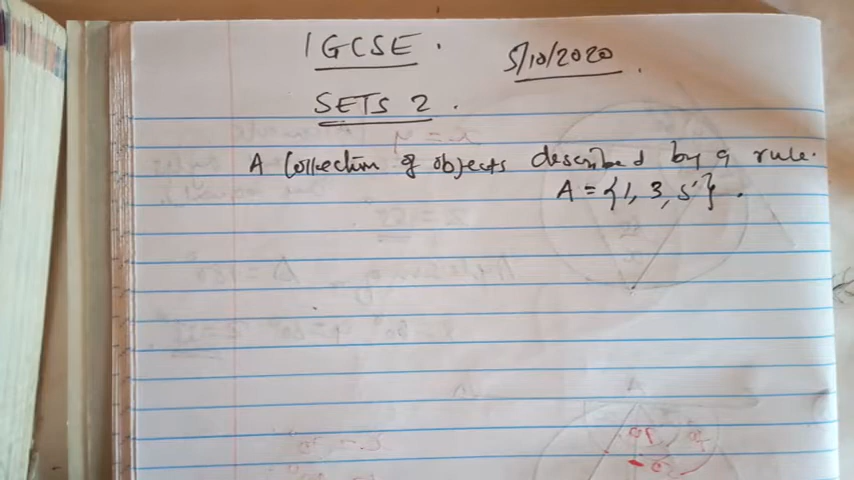 IGCSE.
5/10/2020.
SETS 2.
A Collection of objects described by a rule.
A = {1, 3, 5}.